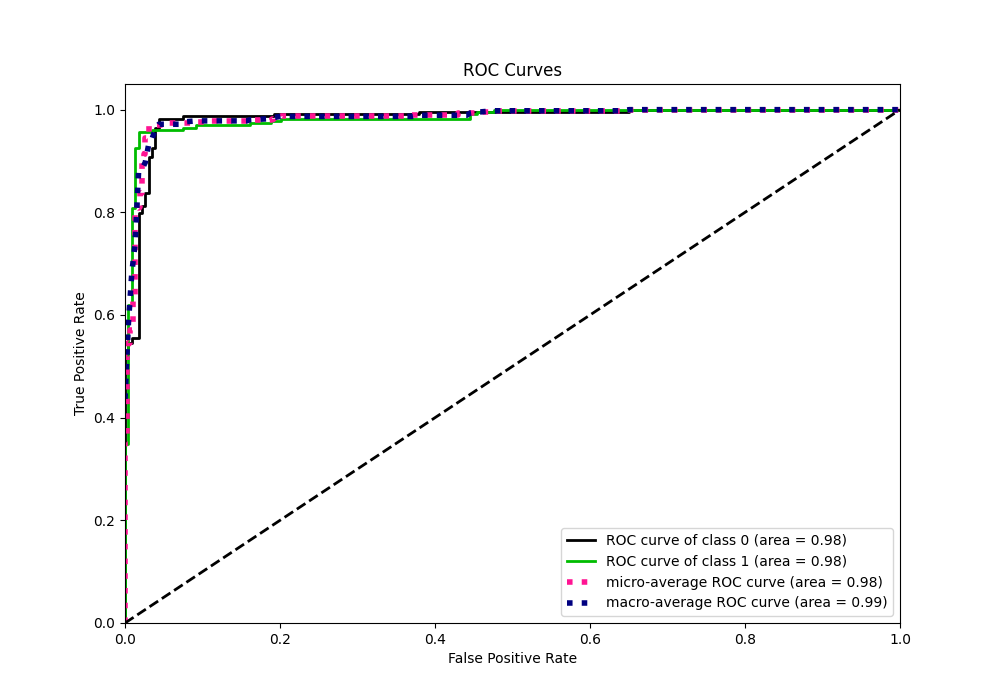 ROC Curves
True Positive Rate
1.0
0.8
0.6
0.4
0.2
0.0
0.0 0.2 0.4 0.6 0.8 1.0
False Positive Rate
ROC curve of class 0 (area = 0.98)
ROC curve of class 1 (area = 0.98)
micro-average ROC curve (area = 0.98)
macro-average ROC curve (area = 0.99)